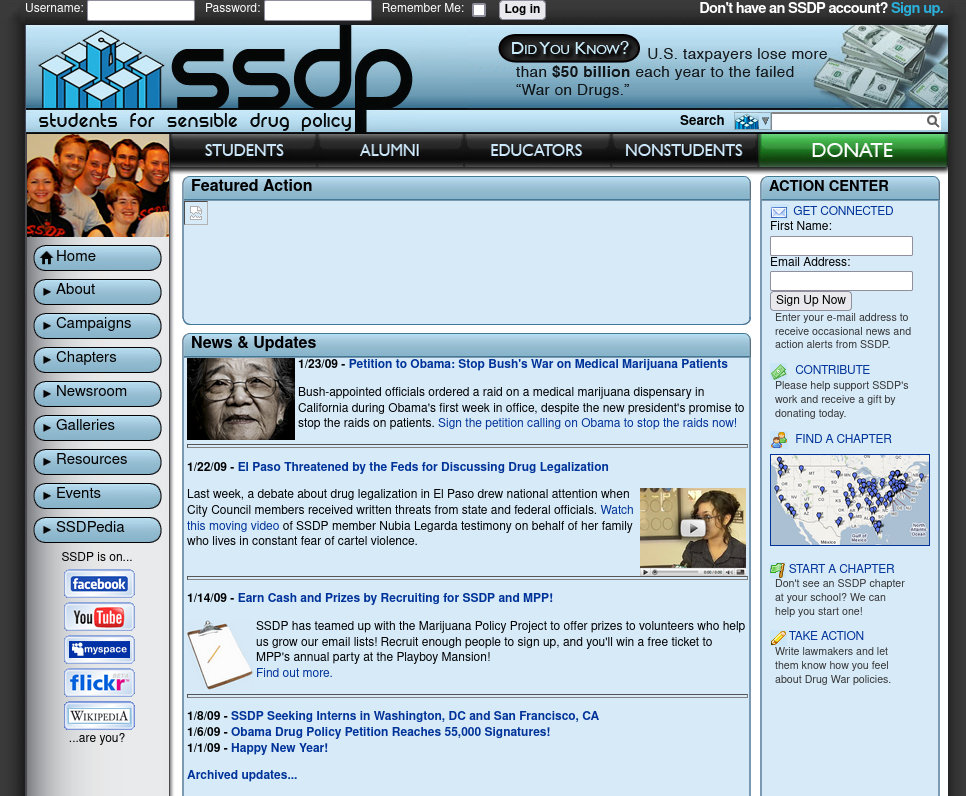 Username: Password: Remember Me: Log in
Don't have an SSDP account? Sign up.
ssdp
students for sensible drug policy
DID YOU KNOW? U.S. taxpayers lose more
than $50 billion each year to the failed
“War on Drugs.”
Search
STUDENTS ALUMNI EDUCATORS NONSTUDENTS DONATE
SSDP
Home
About
Campaigns
Chapters
Newsroom
Galleries
Resources
Events
SSDPedia
SSDP is on...
facebook
YouTube
myspace
flickr
WIKIPEDIA
...are you?
Featured Action
News & Updates
1/23/09 - Petition to Obama: Stop Bush's War on Medical Marijuana Patients
Bush-appointed officials ordered a raid on a medical marijuana dispensary in
California during Obama's first week in office, despite the new president's promise to
stop the raids on patients. Sign the petition calling on Obama to stop the raids now!
1/22/09 - El Paso Threatened by the Feds for Discussing Drug Legalization
Last week, a debate about drug legalization in El Paso drew national attention when
City Council members received written threats from state and federal officials. Watch
this moving video of SSDP member Nubia Legarda testimony on behalf of her family
who lives in constant fear of cartel violence.
1/14/09 - Earn Cash and Prizes by Recruiting for SSDP and MPP!
SSDP has teamed up with the Marijuana Policy Project to offer prizes to volunteers who help
us grow our email lists! Recruit enough people to sign up, and you'll win a free ticket to
MPP's annual party at the Playboy Mansion!
Find out more.
1/8/09 - SSDP Seeking Interns in Washington, DC and San Francisco, CA
1/6/09 - Obama Drug Policy Petition Reaches 55,000 Signatures!
1/1/09 - Happy New Year!
Archived updates...
ACTION CENTER
GET CONNECTED
First Name:
Email Address:
Sign Up Now
Enter your e-mail address to
receive occasional news and
action alerts from SSDP.
CONTRIBUTE
Please help support SSDP's
work and receive a gift by
donating today.
FIND A CHAPTER
START A CHAPTER
Don't see an SSDP chapter
at your school? We can
help you start one!
TAKE ACTION
Write lawmakers and let
them know how you feel
about Drug War policies.